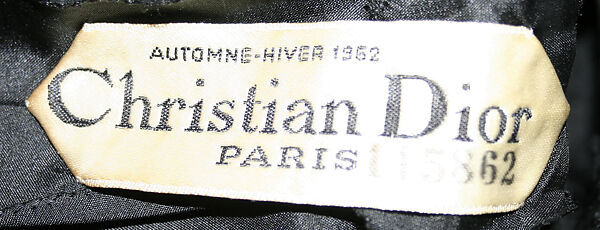 AUTOMNE-HIVER 1962
Christian Dior
PARIS 115862